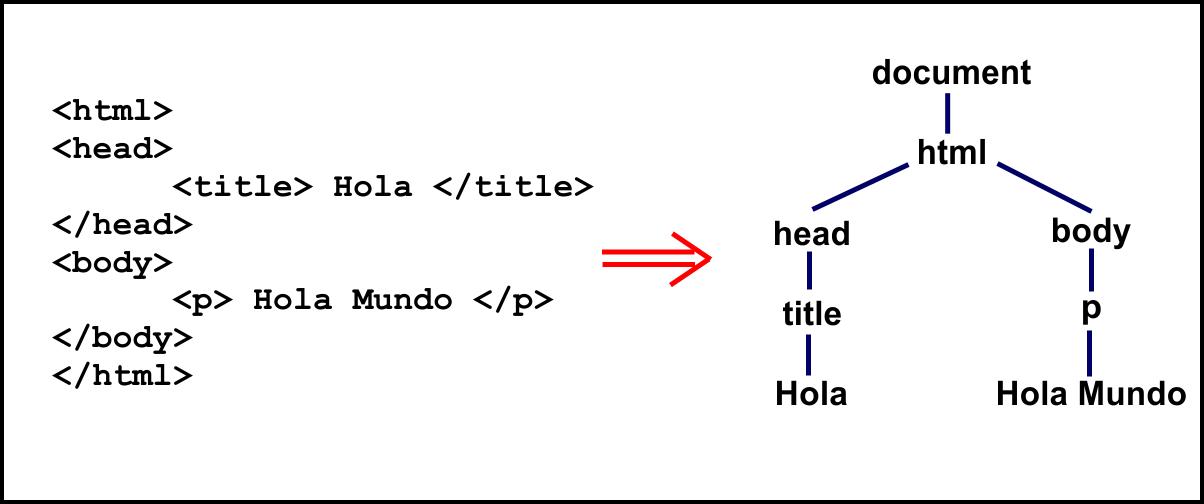 <html>
<head>
<title> Hola </title>
</head>
<body>
<p> Hola Mundo </p>
</body>
</html>
document
html
head body
title p
Hola Hola Mundo